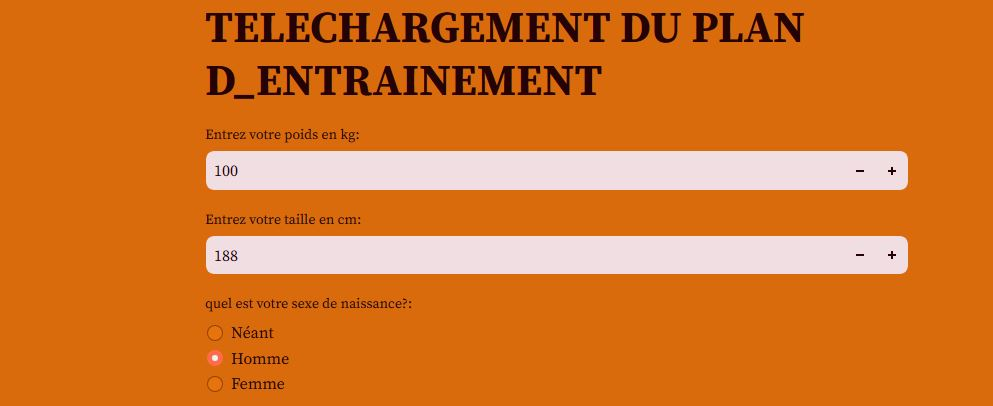 TELECHARGEMENT DU PLAN
D_ENTRAINEMENT
Entrez votre poids en kg:
100
Entrez votre taille en cm:
188
quel est votre sexe de naissance?:
Néant
Homme
Femme